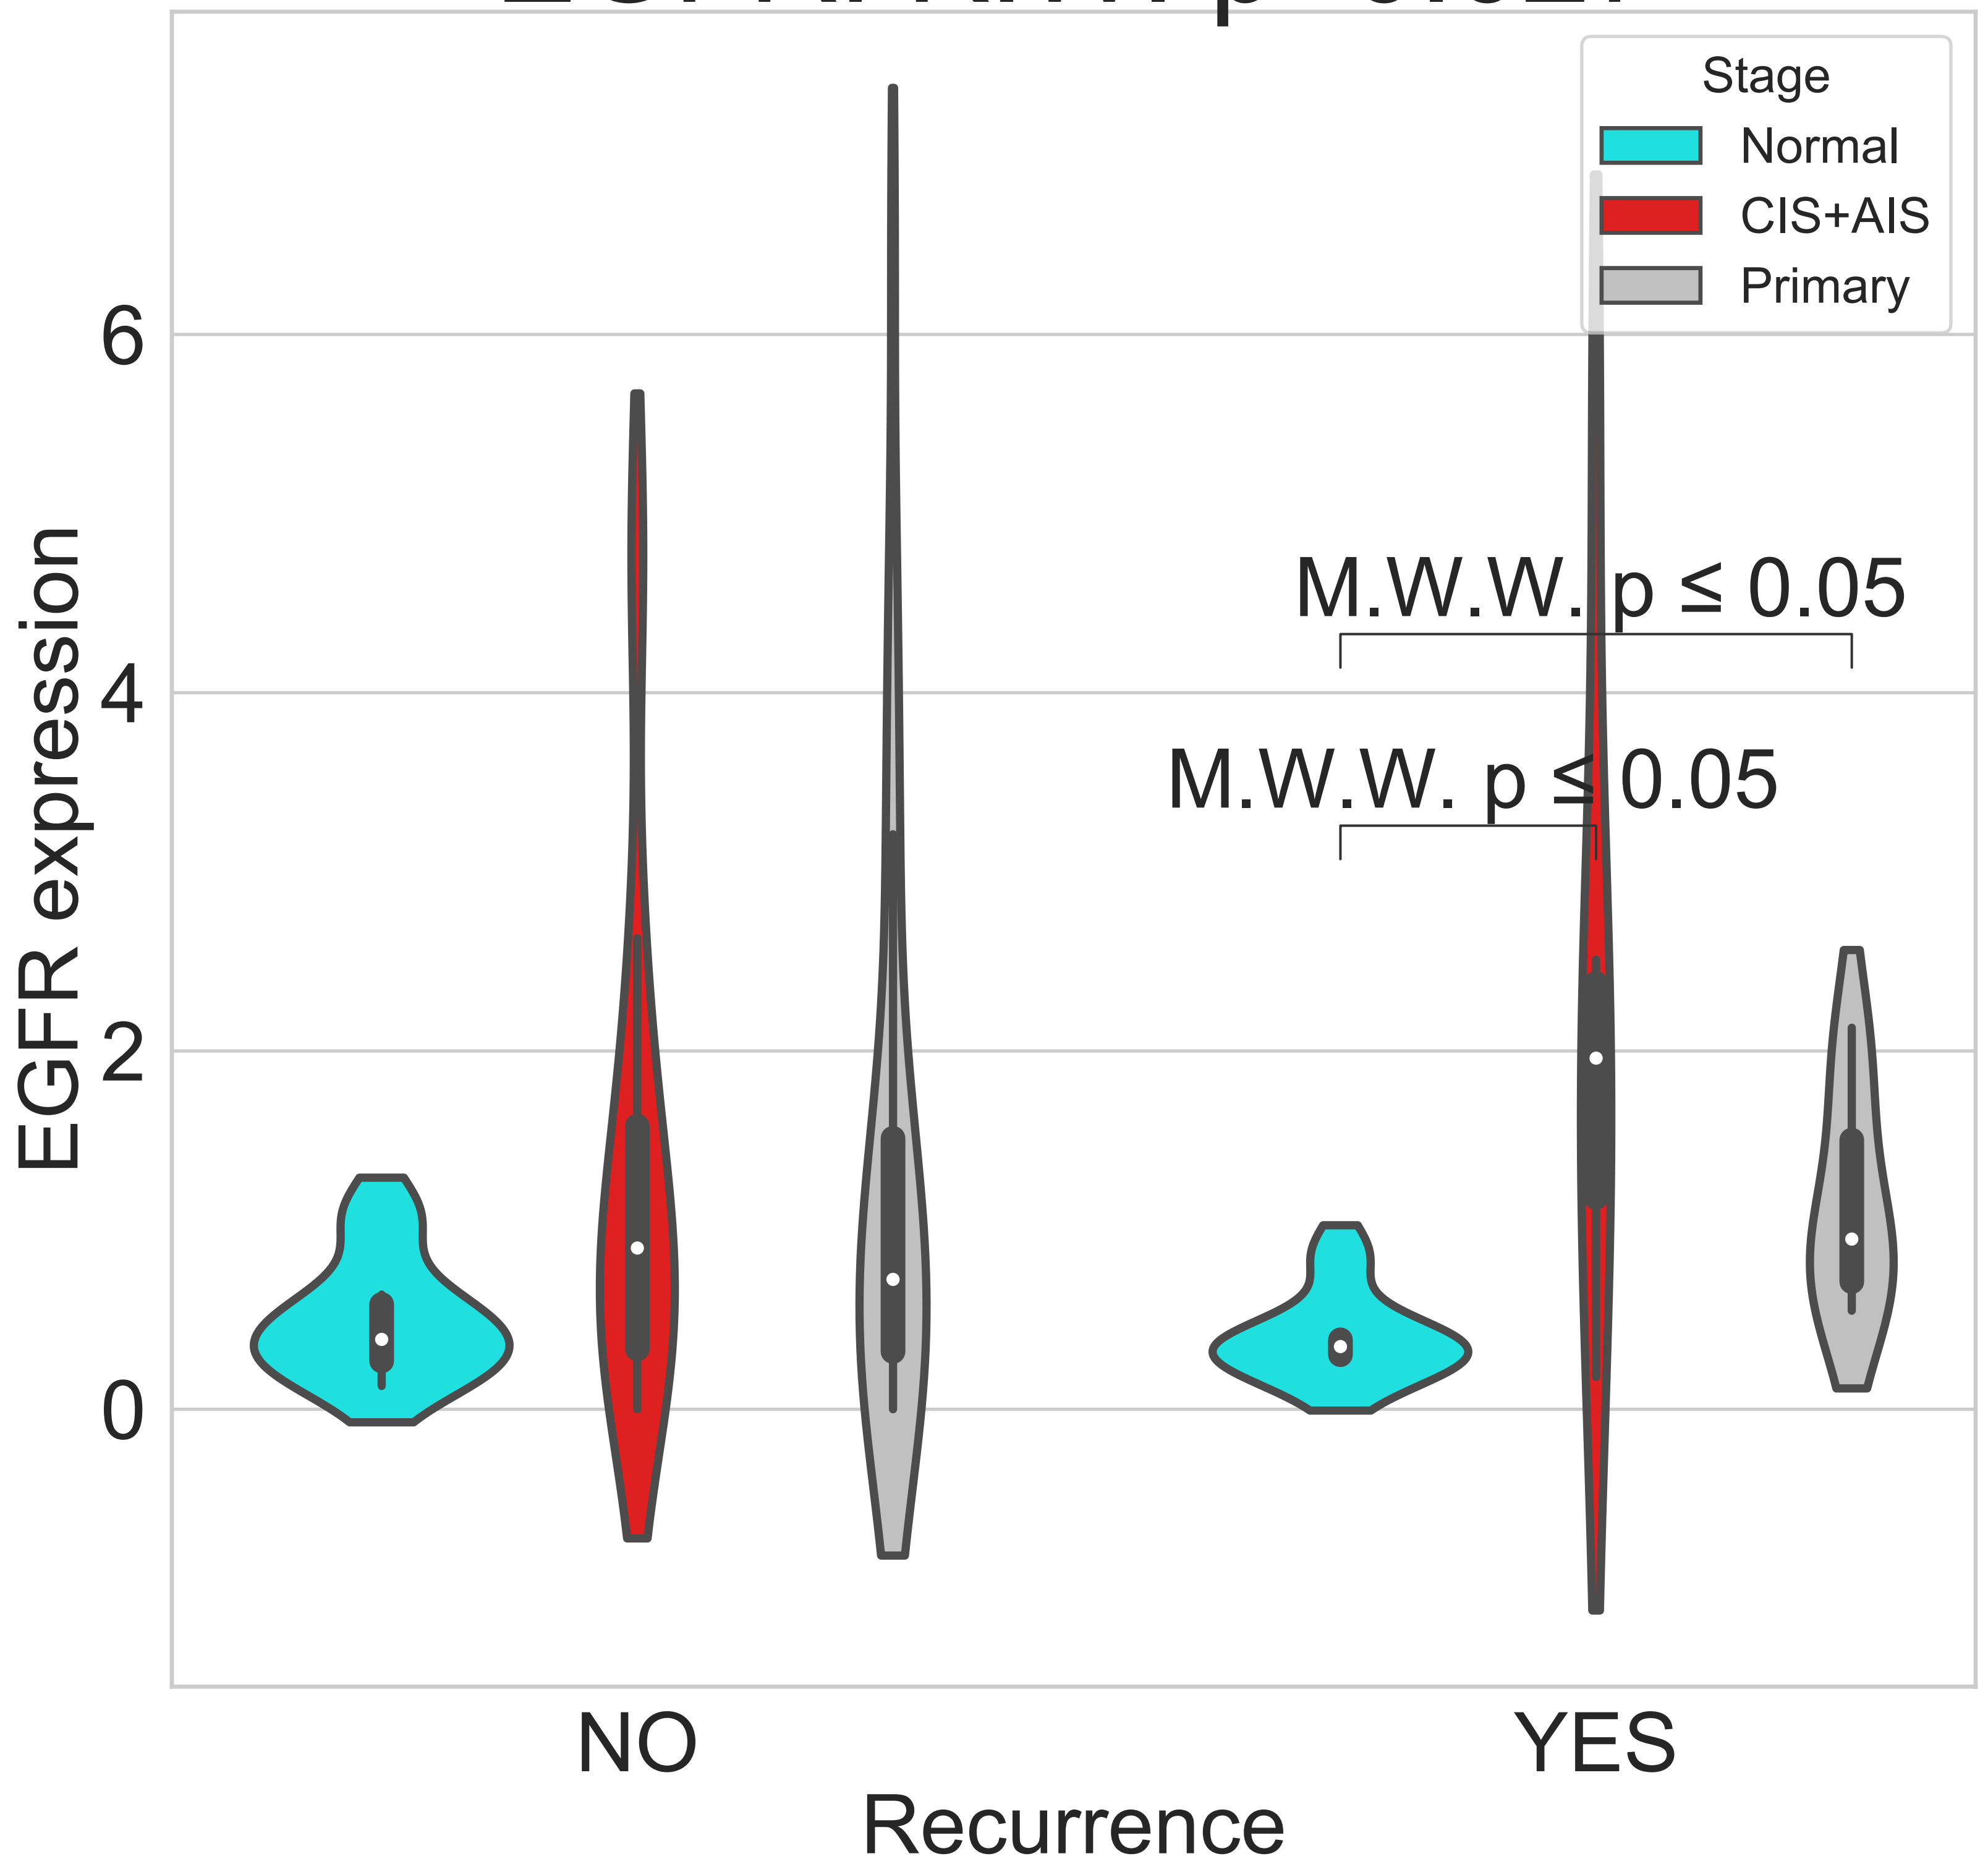 Stage
Normal
CIS+AIS
Primary
6
4
2
0
EGFR expression
M.W.W. p ≤ 0.05
M.W.W. p ≤ 0.05
NO
YES
Recurrence